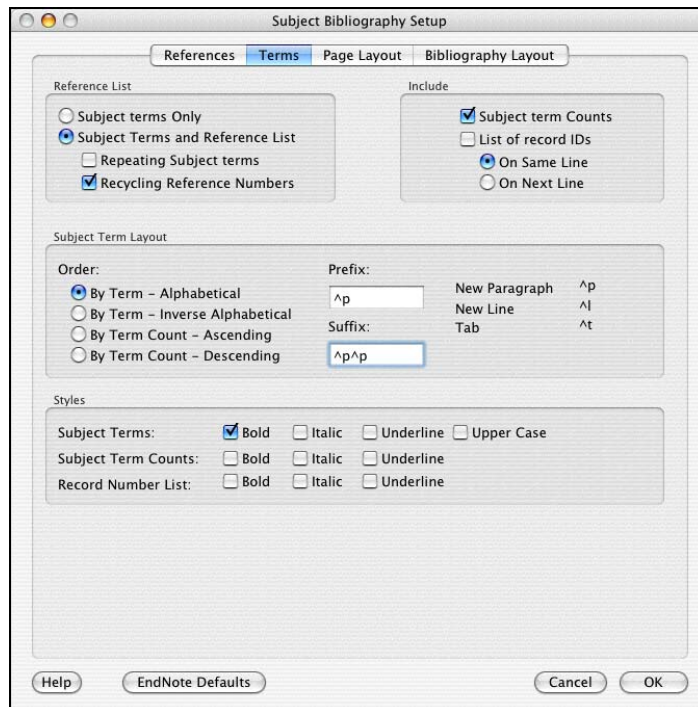 Subject Bibliography Setup
References Terms Page Layout Bibliography Layout
Reference List
Subject terms Only
Subject Terms and Reference List
Repeating Subject terms
Recycling Reference Numbers
Include
Subject term Counts
List of record IDs
On Same Line
On Next Line
Subject Term Layout
Order:
By Term - Alphabetical
By Term - Inverse Alphabetical
By Term Count - Ascending
By Term Count - Descending
Prefix:
^p
Suffix:
^p^p
New Paragraph ^p
New Line ^l
Tab ^t
Styles
Subject Terms: Bold Italic Underline Upper Case
Subject Term Counts: Bold Italic Underline
Record Number List: Bold Italic Underline
Help EndNote Defaults Cancel OK